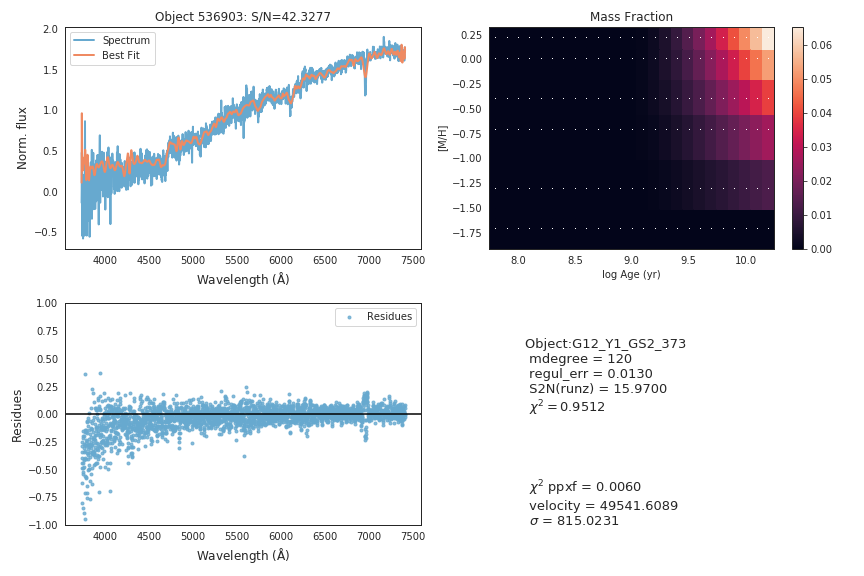 Object 536903: S/N=42.3277
Spectrum
Best Fit
2.0
1.5
1.0
0.5
0.0
−0.5
Norm. flux
4000 4500 5000 5500 6000 6500 7000 7500
Wavelength (Å)
Mass Fraction
0.25
0.00
−0.25
−0.50
−0.75
−1.00
−1.25
−1.50
−1.75
[M/H]
8.0 8.5 9.0 9.5 10.0
log Age (yr)
0.06
0.05
0.04
0.03
0.02
0.01
0.00
Residues
1.00
0.75
0.50
0.25
0.00
−0.25
−0.50
−0.75
−1.00
Residues
4000 4500 5000 5500 6000 6500 7000 7500
Wavelength (Å)
Object:G12_Y1_GS2_373
mdegree = 120
regul_err = 0.0130
S2N(runz) = 15.9700
χ² = 0.9512
χ² ppxf = 0.0060
velocity = 49541.6089
σ = 815.0231